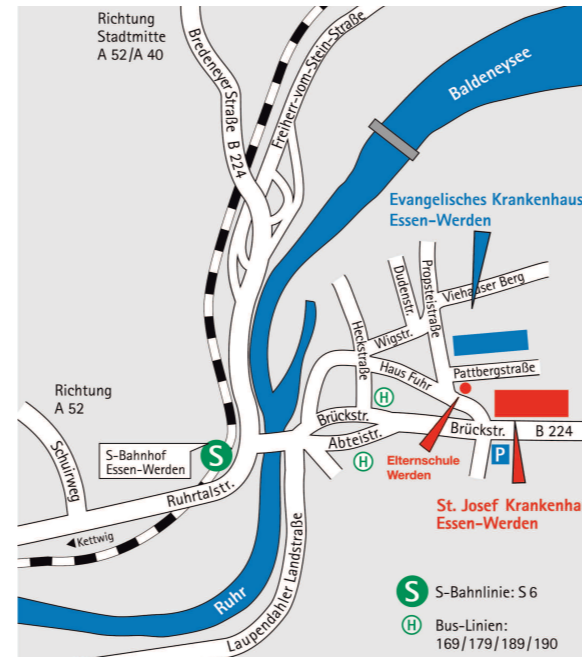 Richtung
Stadtmitte
A 52/A 40
Bredeneyer Straße B 224
Freiherr-vom-Stein-Straße
Baldeneysee
Evangelisches Krankenhaus
Essen-Werden
Propsteistraße
Dudenstr.
Viehauser Berg
Heckstraße
Wigstr.
Haus Fuhr
Pattbergstraße
Richtung
A 52
Schuirweg
S-Bahnhof
Essen-Werden
S
Brückstr.
H
Abteistr.
H
Brückstr.
B 224
P
Elternschule
Werden
Ruhrtalstr.
Kettwig
St. Josef Krankenha
Essen-Werden
Ruhr
Laupendahler Landstraße
S
S-Bahnlinie: S 6
H
Bus-Linien:
169/179/189/190